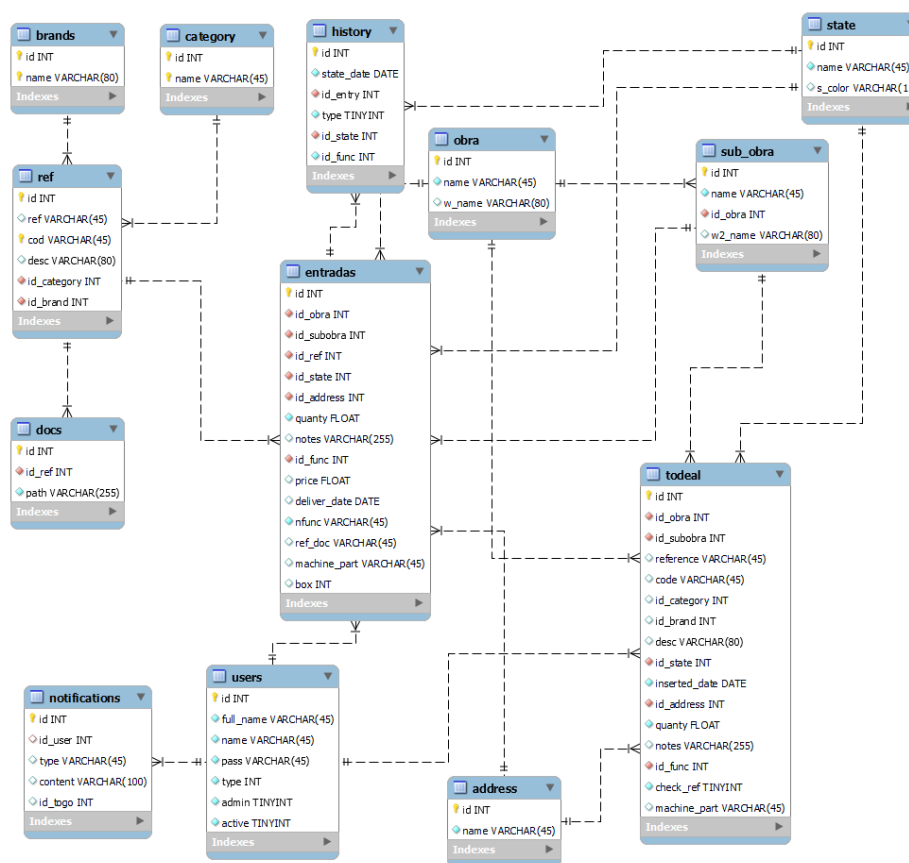 brands
id INT
name VARCHAR(80)
Indexes
category
id INT
name VARCHAR(45)
Indexes
history
id INT
state_date DATE
id_entry INT
type TINYINT
id_state INT
id_func INT
Indexes
state
id INT
name VARCHAR(45)
s_color VARCHAR(1
Indexes
ref
id INT
ref VARCHAR(45)
cod VARCHAR(45)
desc VARCHAR(80)
id_category INT
id_brand INT
Indexes
obra
id INT
name VARCHAR(45)
w_name VARCHAR(80)
Indexes
sub_obra
id INT
name VARCHAR(45)
id_obra INT
w2_name VARCHAR(80)
Indexes
entradas
id INT
id_obra INT
id_subobra INT
id_ref INT
id_state INT
id_address INT
quanty FLOAT
notes VARCHAR(255)
id_func INT
price FLOAT
deliver_date DATE
nfunc VARCHAR(45)
ref_doc VARCHAR(45)
machine_part VARCHAR(45)
box INT
Indexes
docs
id INT
id_ref INT
path VARCHAR(255)
Indexes
todeal
id INT
id_obra INT
id_subobra INT
reference VARCHAR(45)
code VARCHAR(45)
id_category INT
id_brand INT
desc VARCHAR(80)
id_state INT
inserted_date DATE
id_address INT
quanty FLOAT
notes VARCHAR(255)
id_func INT
check_ref TINYINT
machine_part VARCHAR(45)
Indexes
notifications
id INT
id_user INT
type VARCHAR(45)
content VARCHAR(100)
id_togo INT
Indexes
users
id INT
full_name VARCHAR(45)
name VARCHAR(45)
pass VARCHAR(45)
type INT
admin TINYINT
active TINYINT
Indexes
address
id INT
name VARCHAR(45)
Indexes